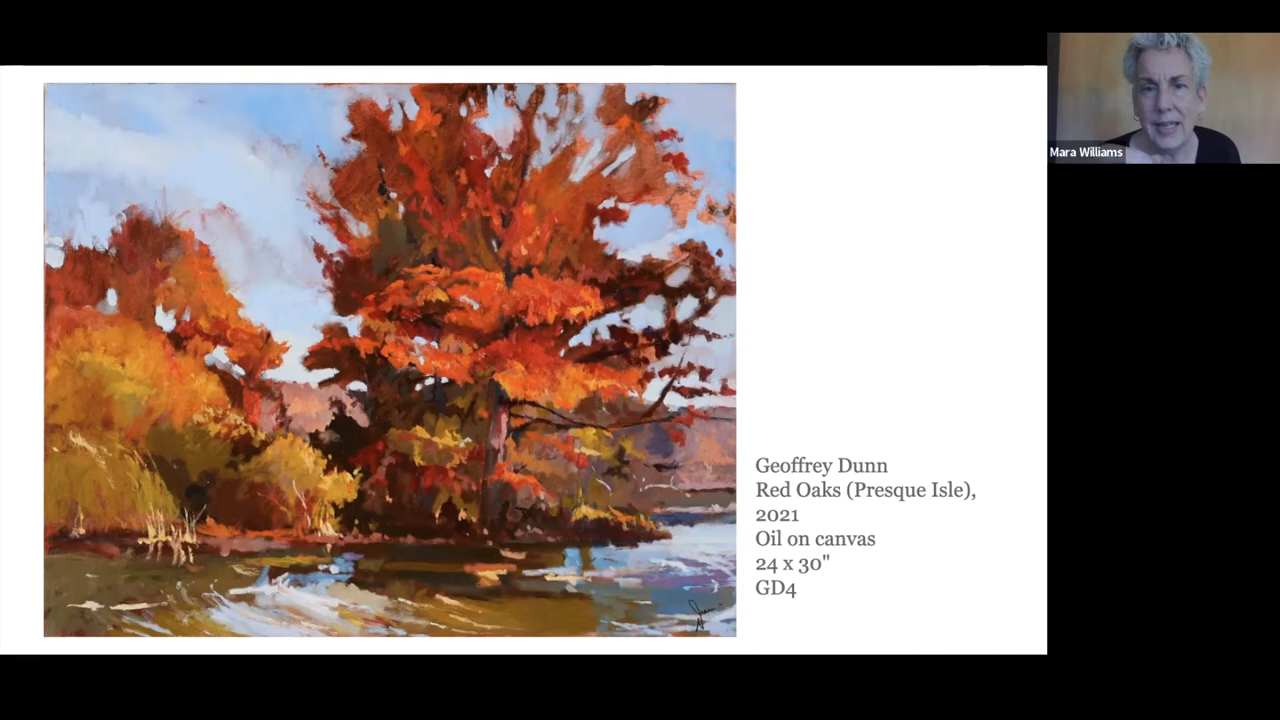 Mara Williams
Geoffrey Dunn
Red Oaks (Presque Isle),
2021
Oil on canvas
24 x 30"
GD4